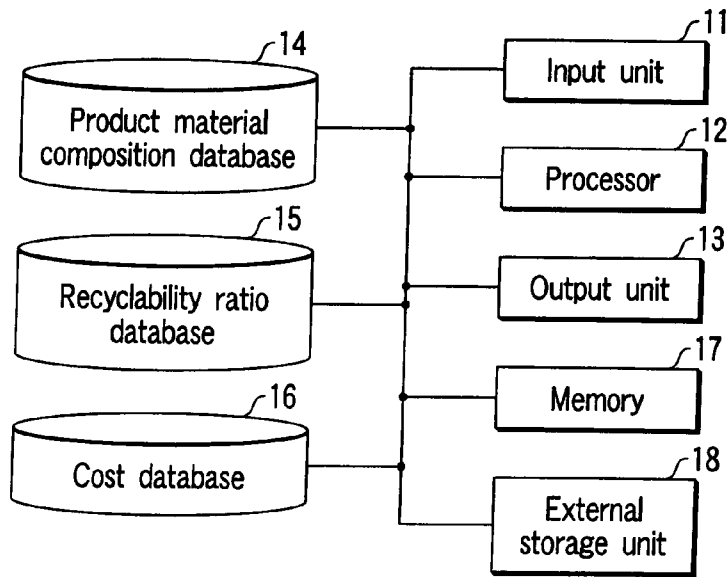 14
Product material
composition database
15
Recyclability ratio
database
16
Cost database
11
Input unit
12
Processor
13
Output unit
17
Memory
18
External
storage unit